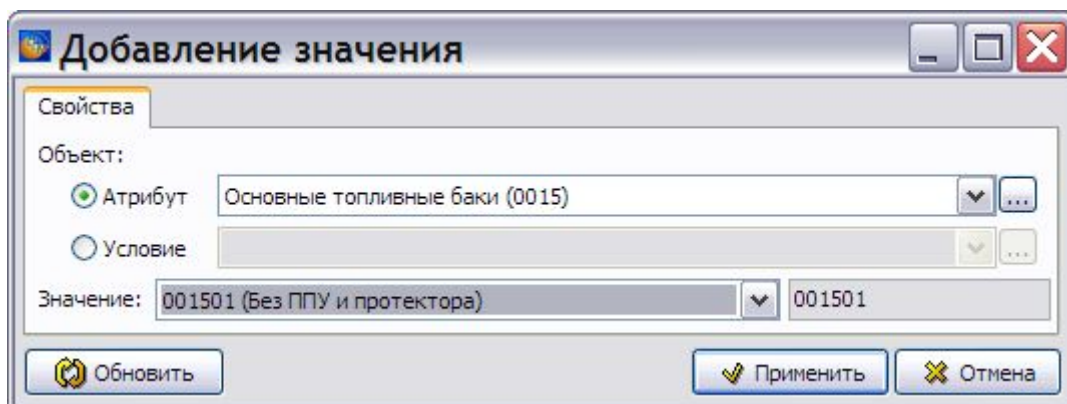 Добавление значения
Свойства
Объект:
Атрибут Основные топливные баки (0015) ...
Условие ...
Значение: 001501 (Без ППУ и протектора) 001501
Обновить Применить Отмена